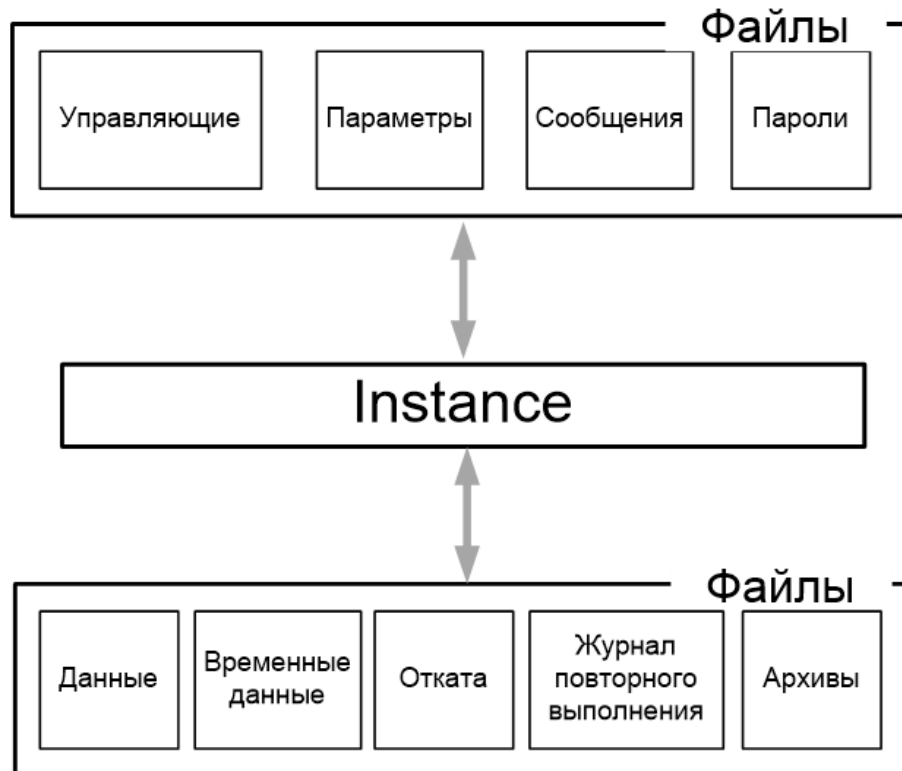 Файлы
Управляющие
Параметры
Сообщения
Пароли
Instance
Файлы
Данные
Временные
данные
Отката
Журнал
повторного
выполнения
Архивы